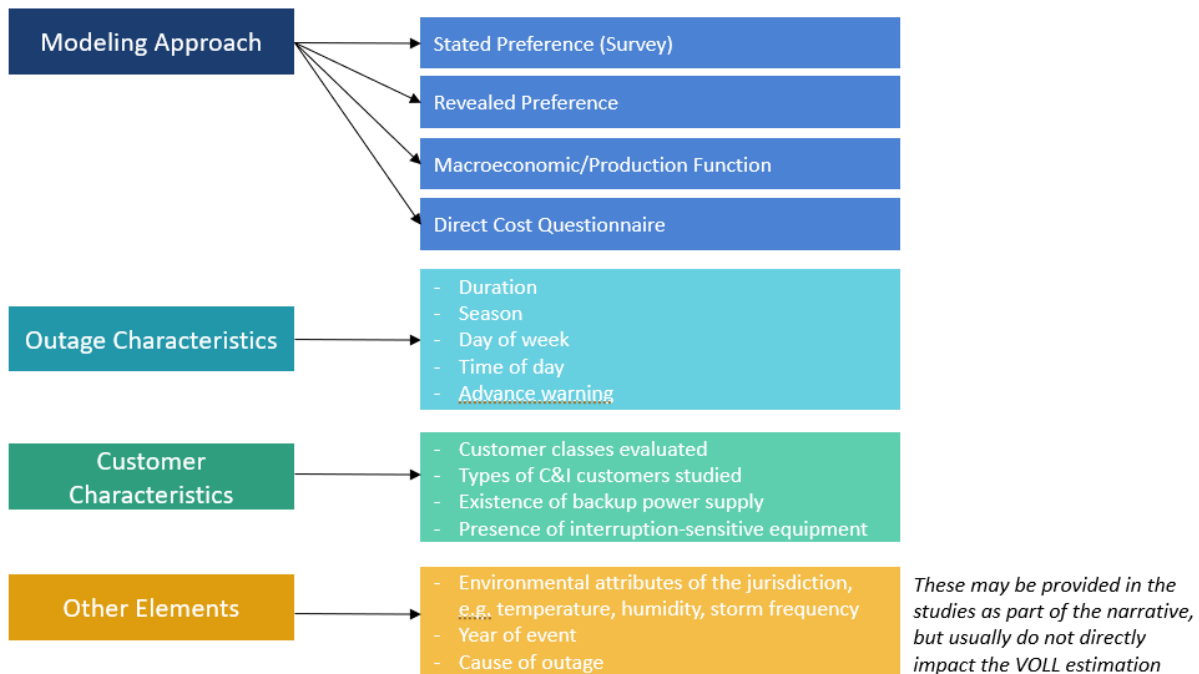 Modeling Approach
Stated Preference (Survey)
Revealed Preference
Macroeconomic/Production Function
Direct Cost Questionnaire
Outage Characteristics
- Duration
- Season
- Day of week
- Time of day
- Advance warning
Customer
Characteristics
- Customer classes evaluated
- Types of C&I customers studied
- Existence of backup power supply
- Presence of interruption-sensitive equipment
Other Elements
- Environmental attributes of the jurisdiction,
e.g. temperature, humidity, storm frequency
- Year of event
- Cause of outage
These may be provided in the
studies as part of the narrative,
but usually do not directly
impact the VOLL estimation